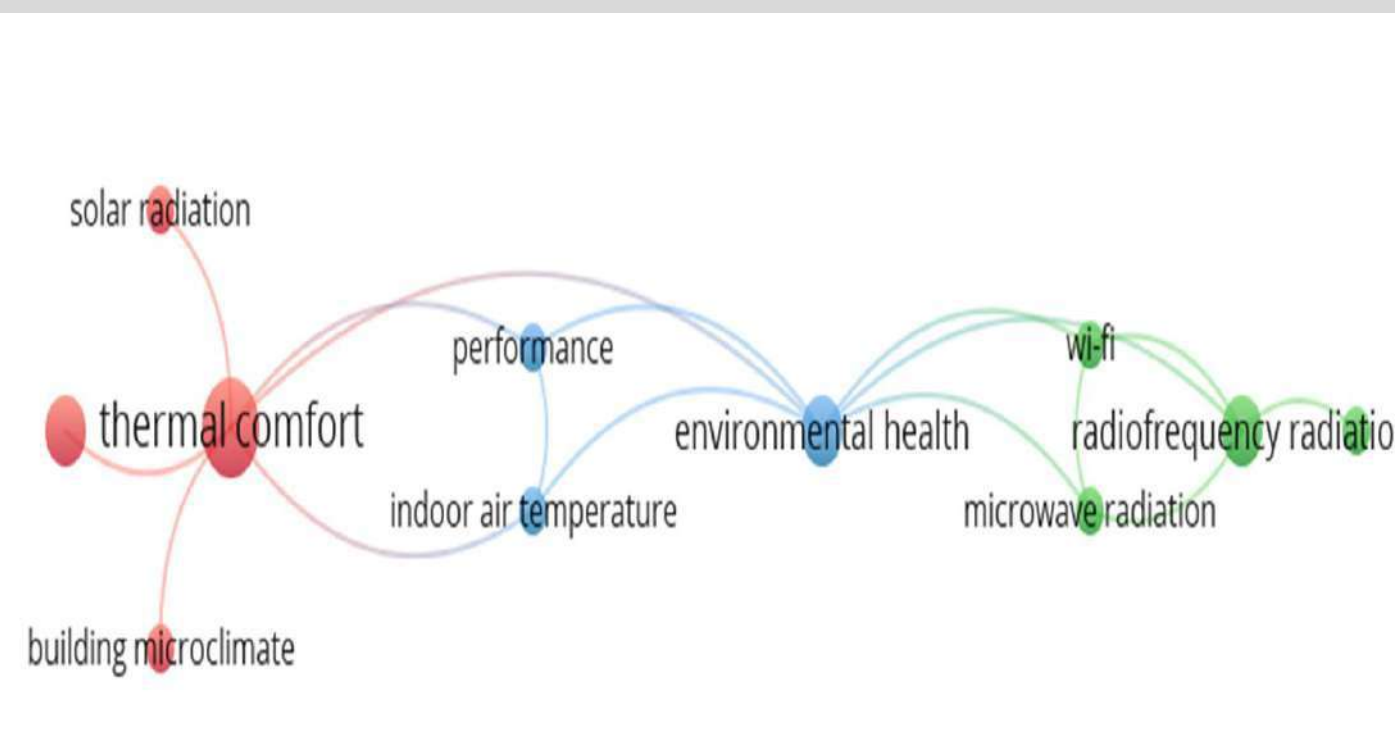 solar radiation
performance
wi-fi
thermal comfort
environmental health
radiofrequency radiatio
indoor air temperature
microwave radiation
building microclimate